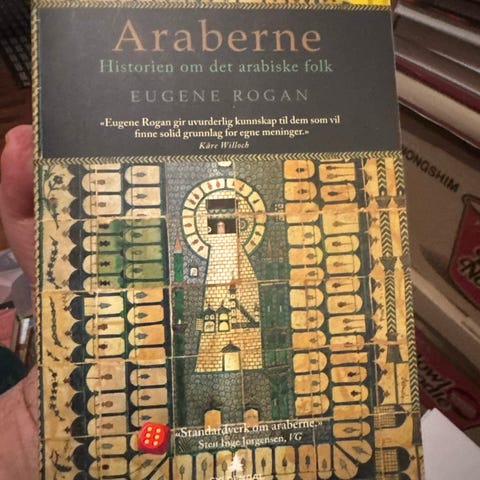 Araberne
Historien om det arabiske folk
EUGENE ROGAN
«Eugene Rogan gir uvurderlig kunnskap til dem som vil
finne solid grunnlag for egne meninger.»
Kåre Willoch
«Standardverk om araberne.»
Sten Inge Jørgensen, VG
NONGSHIM